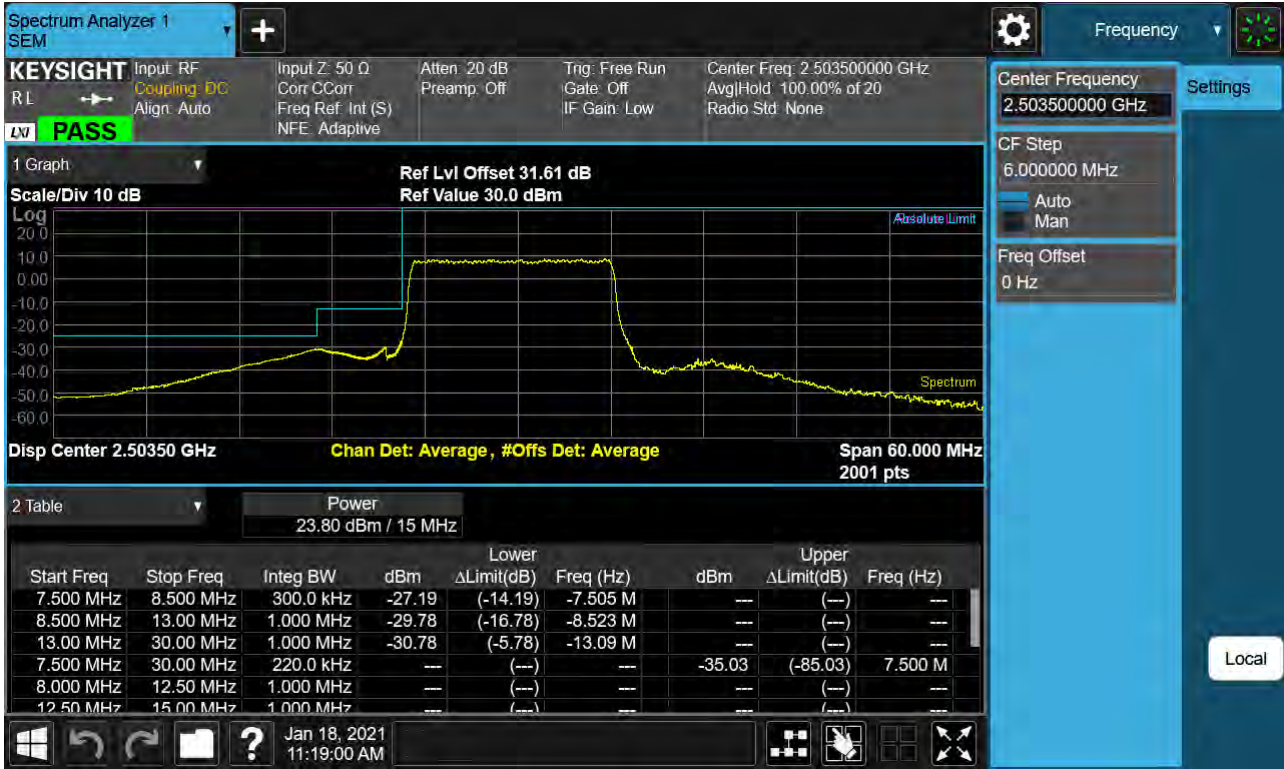 Spectrum Analyzer 1
SEM
+
Frequency
KEYSIGHT
Input: RF
Coupling: DC
Align: Auto
Input Z: 50 Ω
Corr CCorr
Freq Ref: Int (S)
NFE: Adaptive
Atten: 20 dB
Preamp: Off
Trig: Free Run
Gate: Off
IF Gain: Low
Center Freq: 2.503500000 GHz
Avg|Hold: 100.00% of 20
Radio Std: None
R L
LXI
PASS
Center Frequency
2.503500000 GHz
Settings
CF Step
6.000000 MHz
Auto
Man
Freq Offset
0 Hz
Local
1 Graph
Scale/Div 10 dB
Ref Lvl Offset 31.61 dB
Ref Value 30.0 dBm
Log
20.0
10.0
0.00
-10.0
-20.0
-30.0
-40.0
-50.0
-60.0
Limit
Spectrum
Disp Center 2.50350 GHz
Chan Det: Average , #Offs Det: Average
Span 60.000 MHz
2001 pts
2 Table
Power
23.80 dBm / 15 MHz
Lower Upper
Start Freq Stop Freq Integ BW dBm ΔLimit(dB) Freq (Hz) dBm ΔLimit(dB) Freq (Hz)
7.500 MHz 8.500 MHz 300.0 kHz -27.19 (-14.19) -7.505 M --- (---) ---
8.500 MHz 13.00 MHz 1.000 MHz -29.78 (-16.78) -8.523 M --- (---) ---
13.00 MHz 30.00 MHz 1.000 MHz -30.78 (-5.78) -13.09 M --- (---) ---
7.500 MHz 30.00 MHz 220.0 kHz --- (---) --- -35.03 (-85.03) 7.500 M
8.000 MHz 12.50 MHz 1.000 MHz --- (---) --- --- (---) ---
12.50 MHz 15.00 MHz 1.000 MHz --- (---) --- --- (---) ---
?
Jan 18, 2021
11:19:00 AM